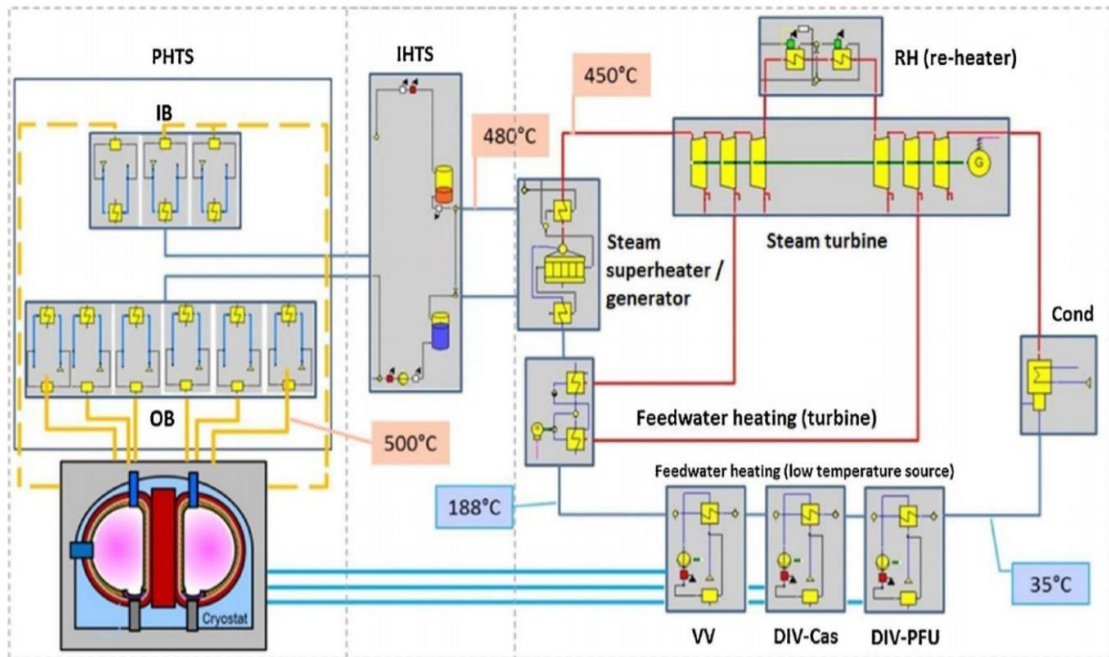 PHTS
IHTS
RH (re-heater)
450°C
IB
480°C
Steam turbine
G
Steam
superheater /
generator
Cond
OB
Feedwater heating (turbine)
500°C
Feedwater heating (low temperature source)
188°C
35°C
Cryostat
VV
DIV-Cas
DIV-PFU